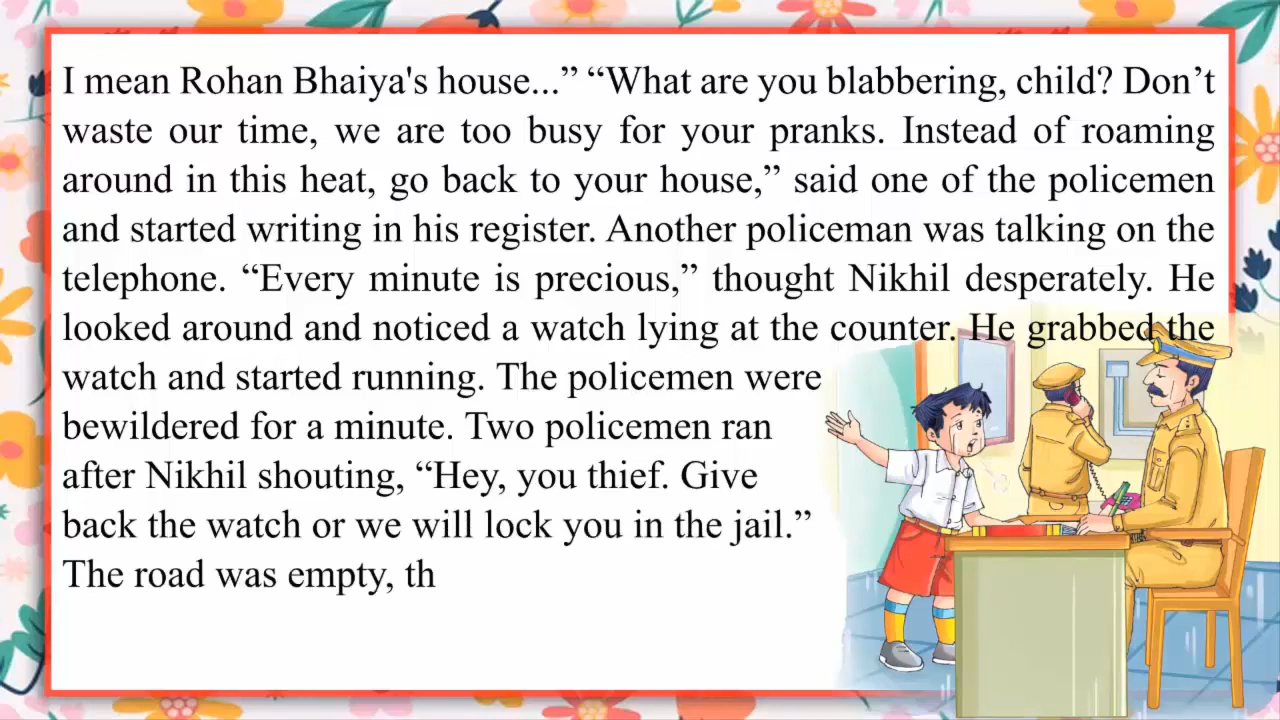 I mean Rohan Bhaiya's house...” “What are you blabbering, child? Don’t
waste our time, we are too busy for your pranks. Instead of roaming
around in this heat, go back to your house,” said one of the policemen
and started writing in his register. Another policeman was talking on the
telephone. “Every minute is precious,” thought Nikhil desperately. He
looked around and noticed a watch lying at the counter. He grabbed the
watch and started running. The policemen were
bewildered for a minute. Two policemen ran
after Nikhil shouting, “Hey, you thief. Give
back the watch or we will lock you in the jail.”
The road was empty, th